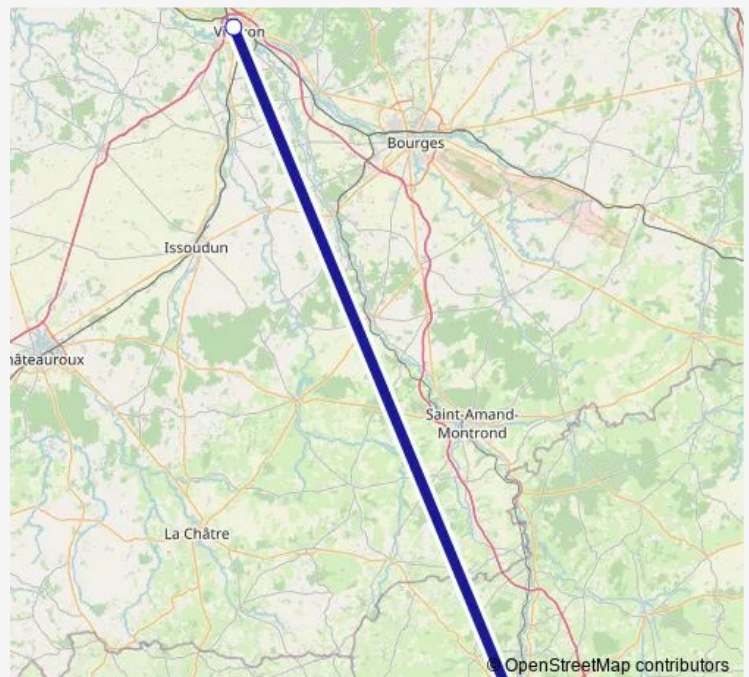 Bourges
Issoudun
hâteauroux
Saint-Amand-
Montrond
La Châtre
OpenStreetMap contributors